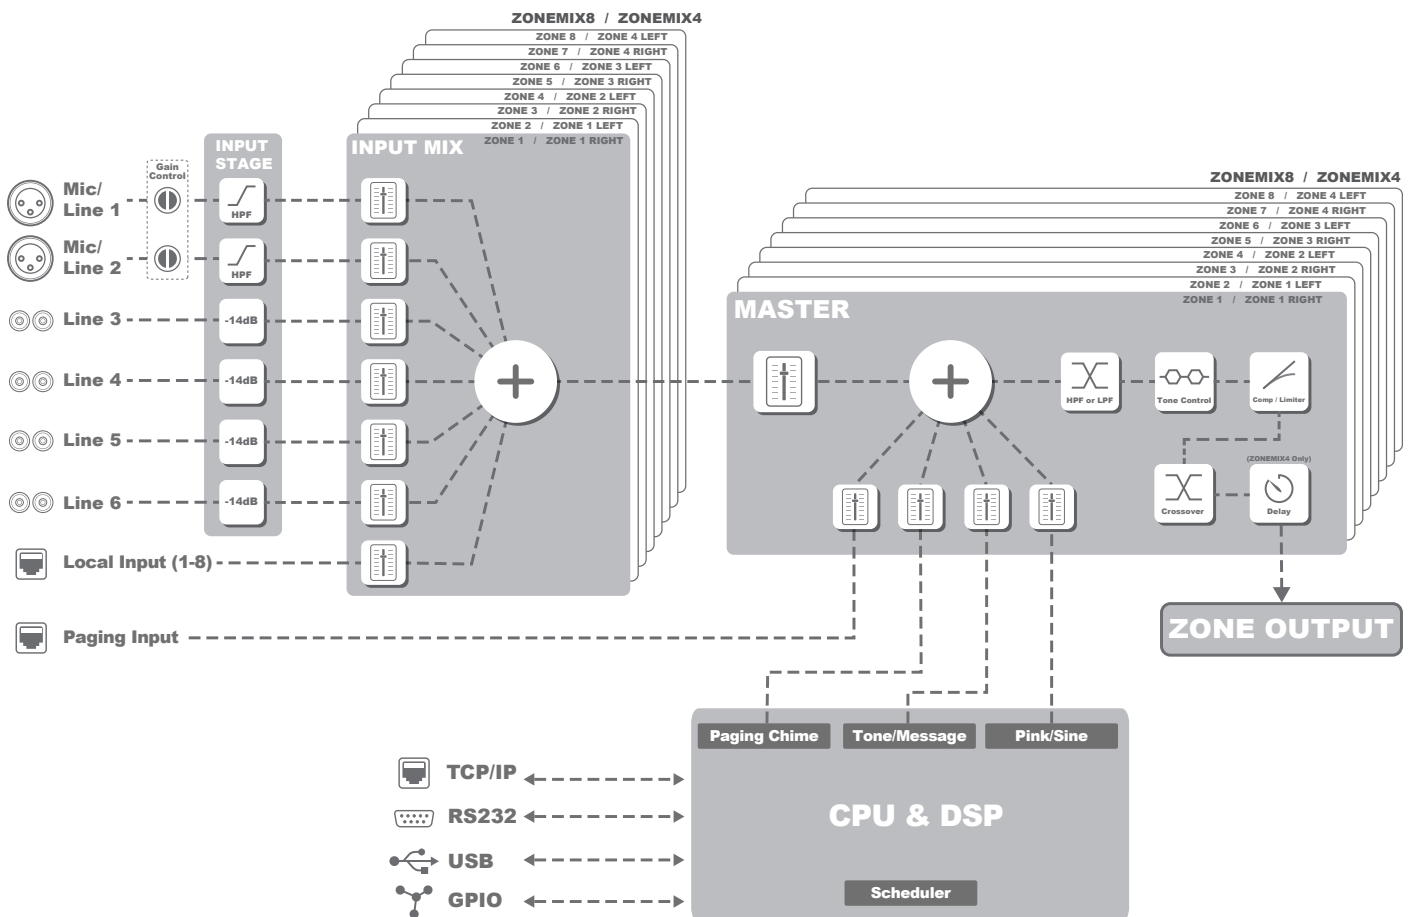 ZONEMIX8 / ZONEMIX4
ZONE 8 / ZONE 4 LEFT
ZONE 7 / ZONE 4 RIGHT
ZONE 6 / ZONE 3 LEFT
ZONE 5 / ZONE 3 RIGHT
ZONE 4 / ZONE 2 LEFT
ZONE 3 / ZONE 2 RIGHT
ZONE 2 / ZONE 1 LEFT
ZONE 1 / ZONE 1 RIGHT
INPUT MIX
INPUT
STAGE
Gain
Control
Mic/
Line 1
HPF
Mic/
Line 2
HPF
Line 3
-14dB
Line 4
-14dB
Line 5
-14dB
Line 6
-14dB
Local Input (1-8)
Paging Input
ZONEMIX8 / ZONEMIX4
ZONE 8 / ZONE 4 LEFT
ZONE 7 / ZONE 4 RIGHT
ZONE 6 / ZONE 3 LEFT
ZONE 5 / ZONE 3 RIGHT
ZONE 4 / ZONE 2 LEFT
ZONE 3 / ZONE 2 RIGHT
ZONE 2 / ZONE 1 LEFT
ZONE 1 / ZONE 1 RIGHT
MASTER
HPF or LPF
Tone Control
Comp / Limiter
(ZONEMIX4 Only)
Crossover
Delay
ZONE OUTPUT
Paging Chime
Tone/Message
Pink/Sine
CPU & DSP
Scheduler
TCP/IP
RS232
USB
GPIO